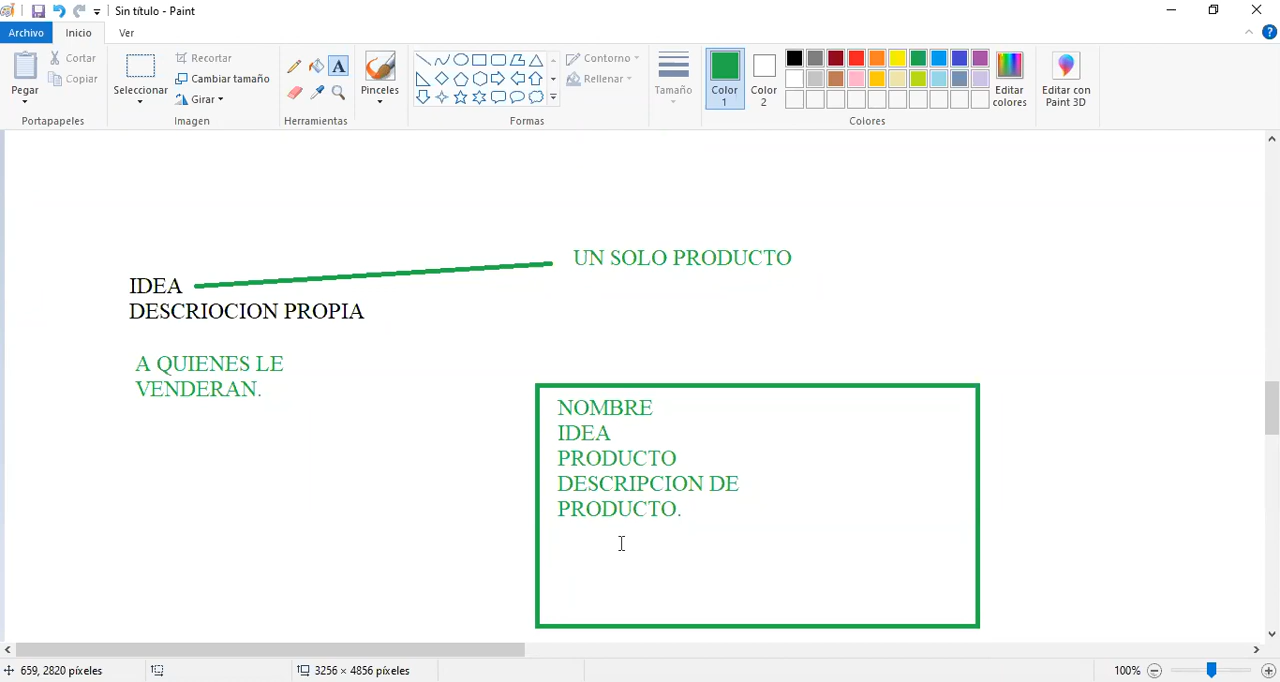 Sin título - Paint
Archivo
Inicio
Ver
Pegar
Cortar
Copiar
Portapapeles
Seleccionar
Recortar
Cambiar tamaño
Girar
Imagen
A
Herramientas
Pinceles
Formas
Contorno
Rellenar
Tamaño
Color
1
Color
2
Editar
colores
Colores
Editar con
Paint 3D
UN SOLO PRODUCTO
IDEA
DESCRIOCION PROPIA
A QUIENES LE
VENDERAN.
NOMBRE
IDEA
PRODUCTO
DESCRIPCION DE
PRODUCTO.
659, 2820 píxeles
3256 × 4856 píxeles
100%